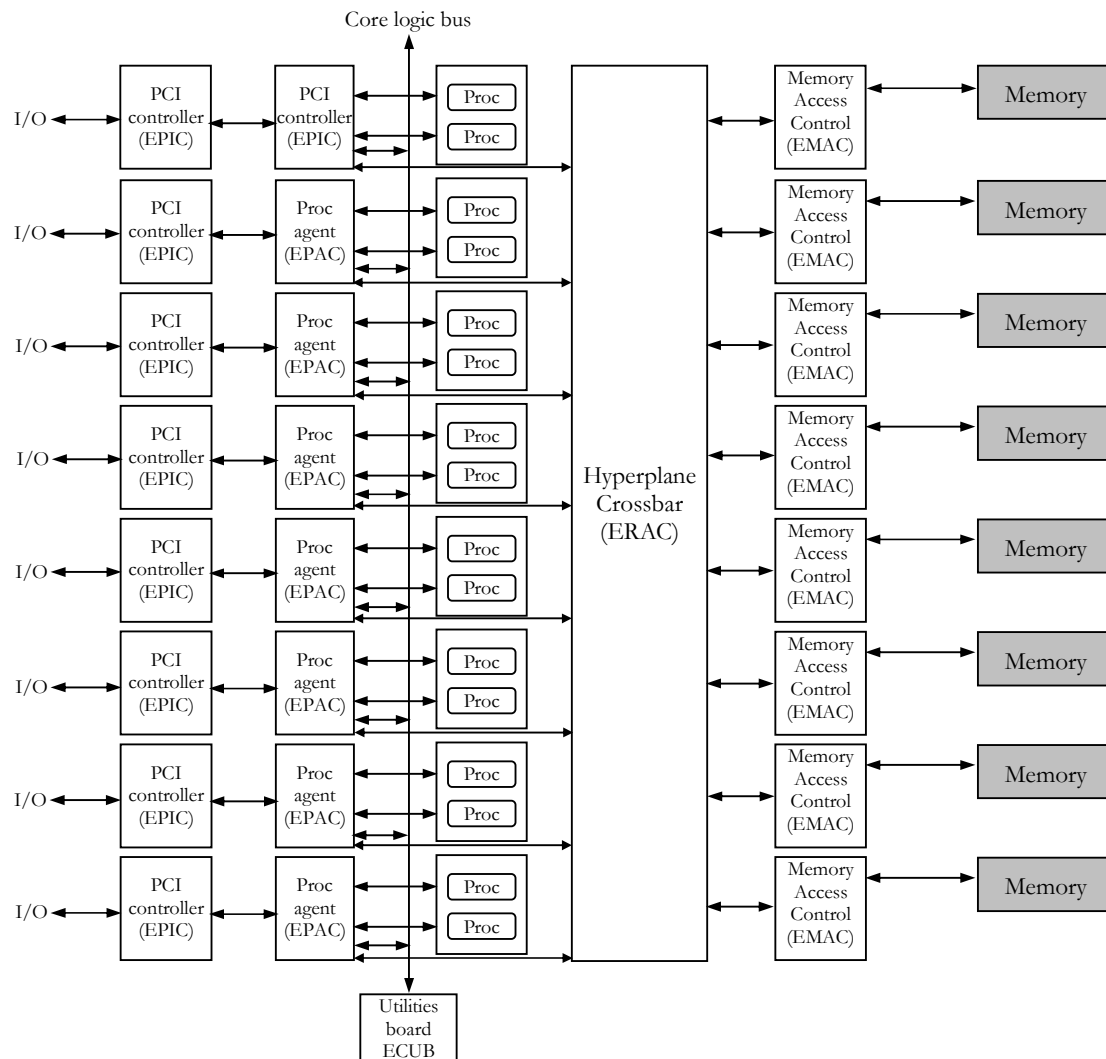 Core logic bus
I/O
PCI
controller
(EPIC)
PCI
controller
(EPIC)
Proc
Proc
Memory
Access
Control
(EMAC)
Memory
I/O
PCI
controller
(EPIC)
Proc
agent
(EPAC)
Proc
Proc
Memory
Access
Control
(EMAC)
Memory
I/O
PCI
controller
(EPIC)
Proc
agent
(EPAC)
Proc
Proc
Memory
Access
Control
(EMAC)
Memory
I/O
PCI
controller
(EPIC)
Proc
agent
(EPAC)
Proc
Proc
Memory
Access
Control
(EMAC)
Memory
Hyperplane
Crossbar
(ERAC)
I/O
PCI
controller
(EPIC)
Proc
agent
(EPAC)
Proc
Proc
Memory
Access
Control
(EMAC)
Memory
I/O
PCI
controller
(EPIC)
Proc
agent
(EPAC)
Proc
Proc
Memory
Access
Control
(EMAC)
Memory
I/O
PCI
controller
(EPIC)
Proc
agent
(EPAC)
Proc
Proc
Memory
Access
Control
(EMAC)
Memory
I/O
PCI
controller
(EPIC)
Proc
agent
(EPAC)
Proc
Proc
Memory
Access
Control
(EMAC)
Memory
Utilities
board
ECUB